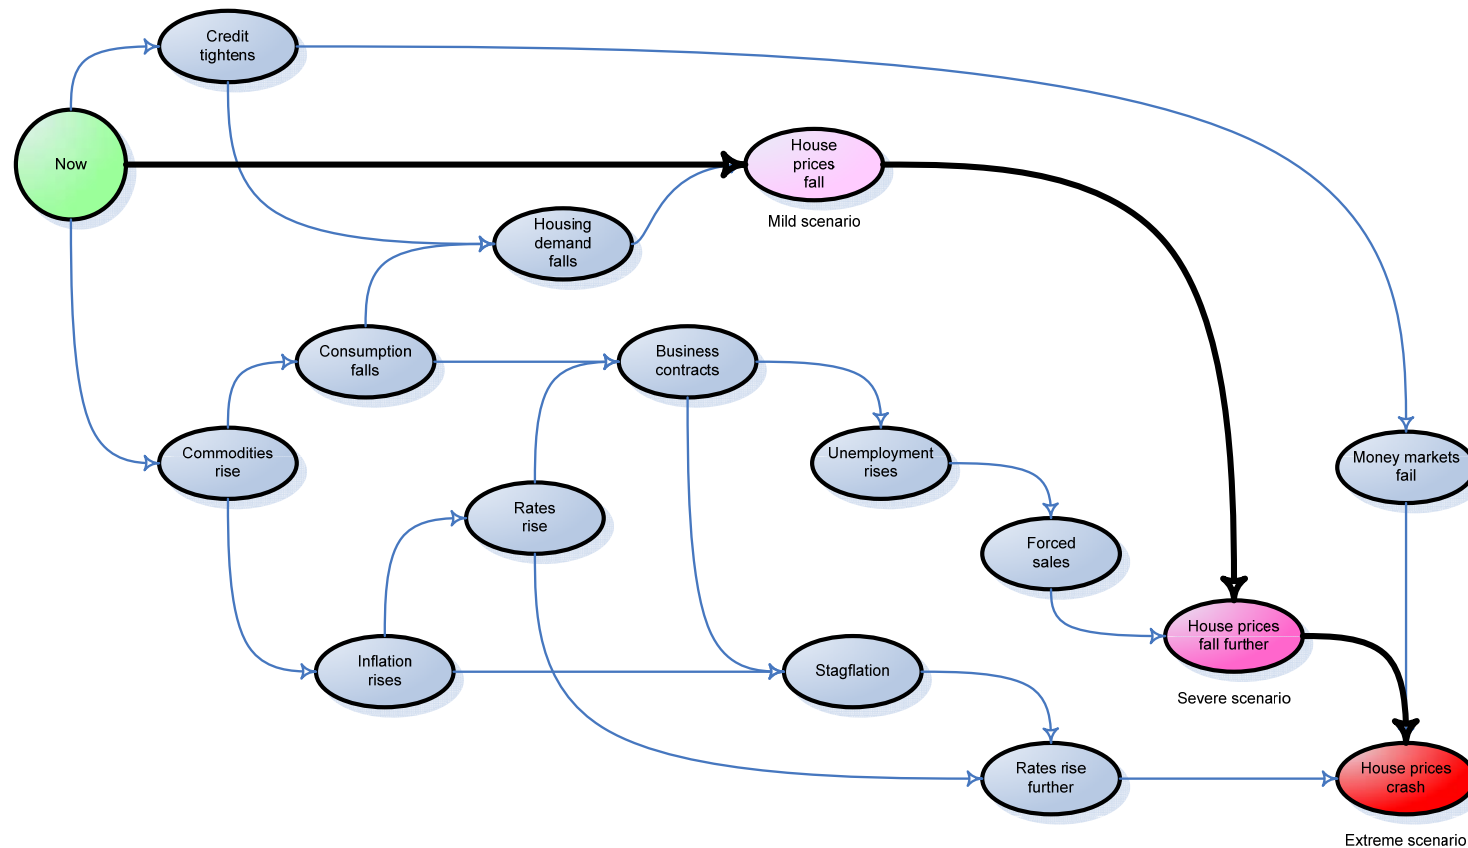 Credit
tightens
Now
House
prices
fall
Mild scenario
Housing
demand
falls
Consumption
falls
Business
contracts
Commodities
rise
Unemployment
rises
Money markets
fail
Rates
rise
Forced
sales
House prices
fall further
Severe scenario
Inflation
rises
Stagflation
Rates rise
further
House prices
crash
Extreme scenario